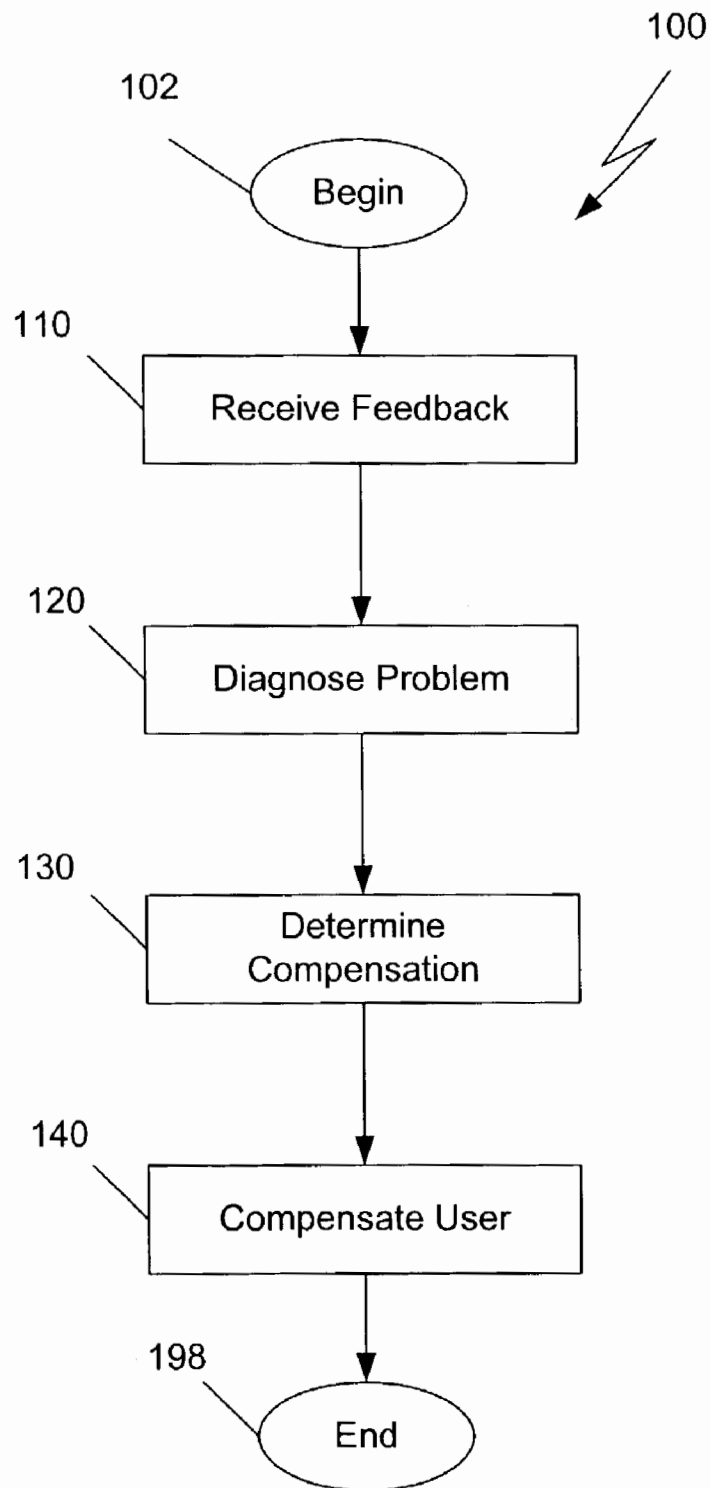 100
102
Begin
110
Receive Feedback
120
Diagnose Problem
130
Determine
Compensation
140
Compensate User
198
End